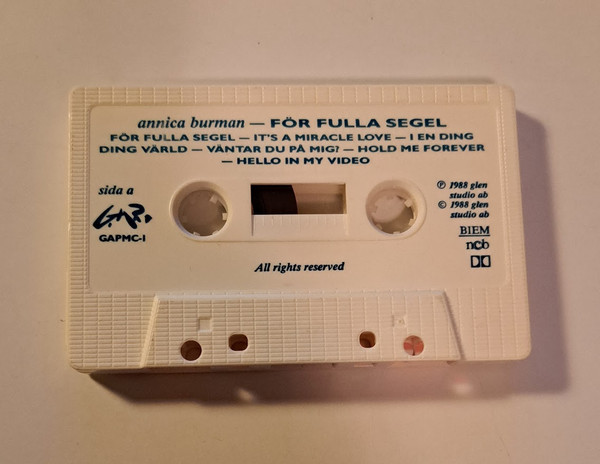 annica burman — FÖR FULLA SEGEL
FÖR FULLA SEGEL — IT'S A MIRACLE LOVE — I EN DING
DING VÄRLD — VÄNTAR DU PÅ MIG? — HOLD ME FOREVER
— HELLO IN MY VIDEO
sida a
GAPMC-1
℗ 1988 glen
studio ab
© 1988 glen
studio ab
BIEM
ncb
All rights reserved